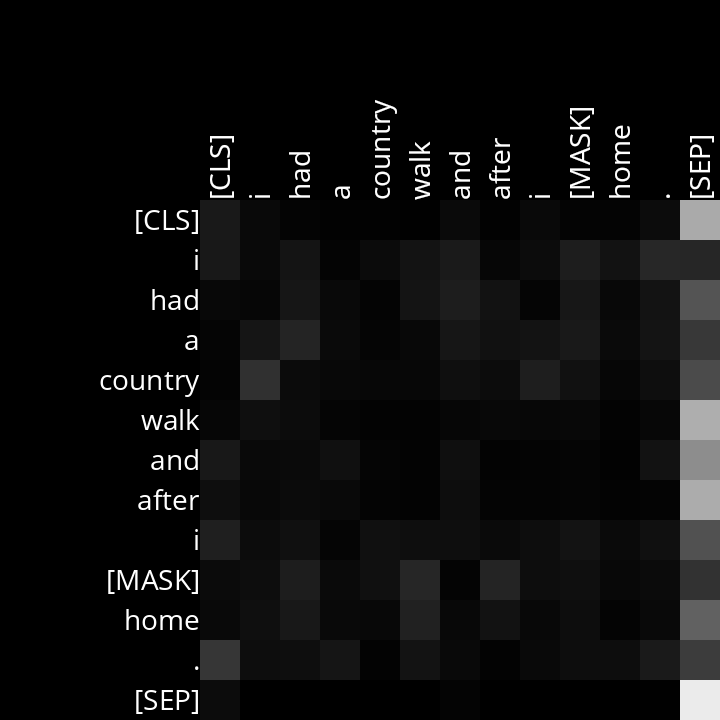 [CLS] i had a country walk and after i [MASK] home . [SEP]
[CLS]
i
had
a
country
walk
and
after
i
[MASK]
home
.
[SEP]